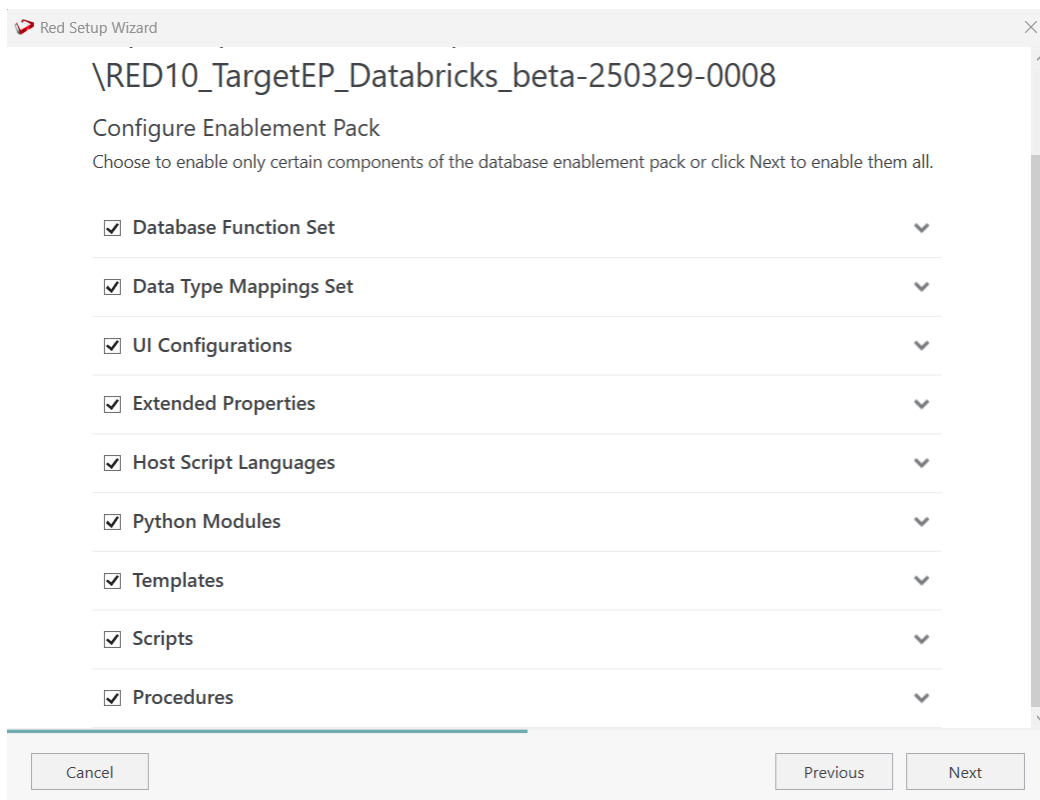 Red Setup Wizard
\RED10_TargetEP_Databricks_beta-250329-0008
Configure Enablement Pack
Choose to enable only certain components of the database enablement pack or click Next to enable them all.
Database Function Set
Data Type Mappings Set
UI Configurations
Extended Properties
Host Script Languages
Python Modules
Templates
Scripts
Procedures
Cancel
Previous
Next